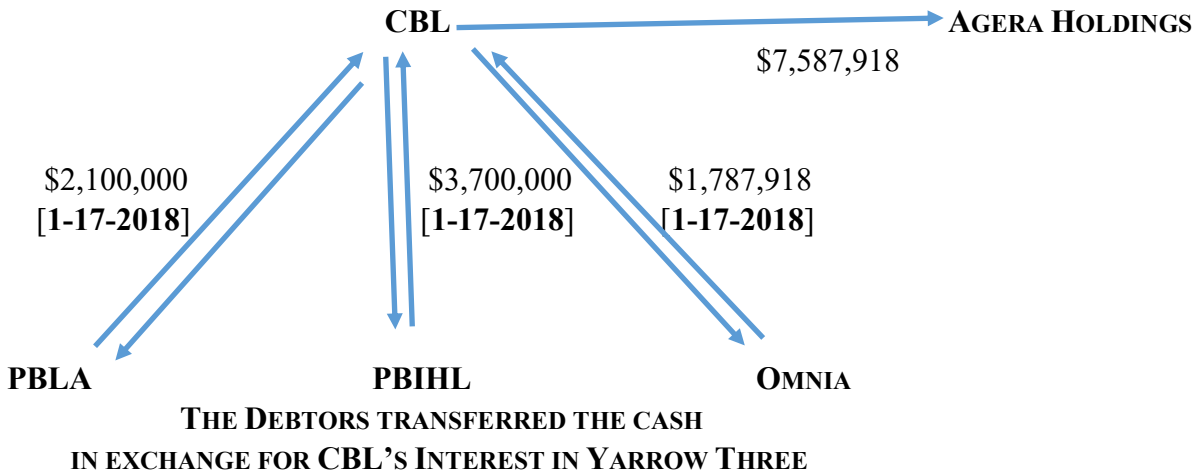 CBL AGERA HOLDINGS
$7,587,918
$2,100,000 $3,700,000 $1,787,918
[1-17-2018] [1-17-2018] [1-17-2018]
PBLA PBIHL OMNIA
THE DEBTORS TRANSFERRED THE CASH
IN EXCHANGE FOR CBL'S INTEREST IN YARROW THREE